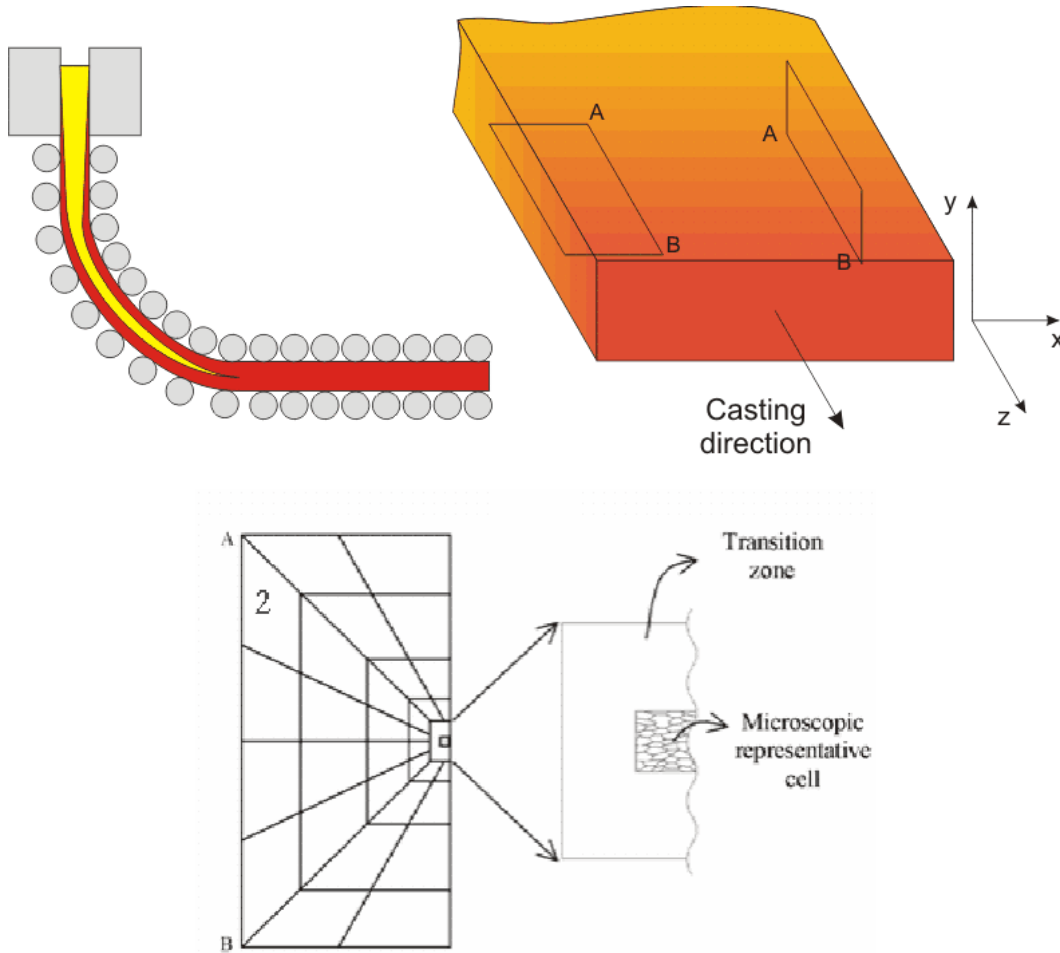 A
A
B
B
y
x
z
Casting
direction
A
2
B
Transition
zone
Microscopic
representative
cell